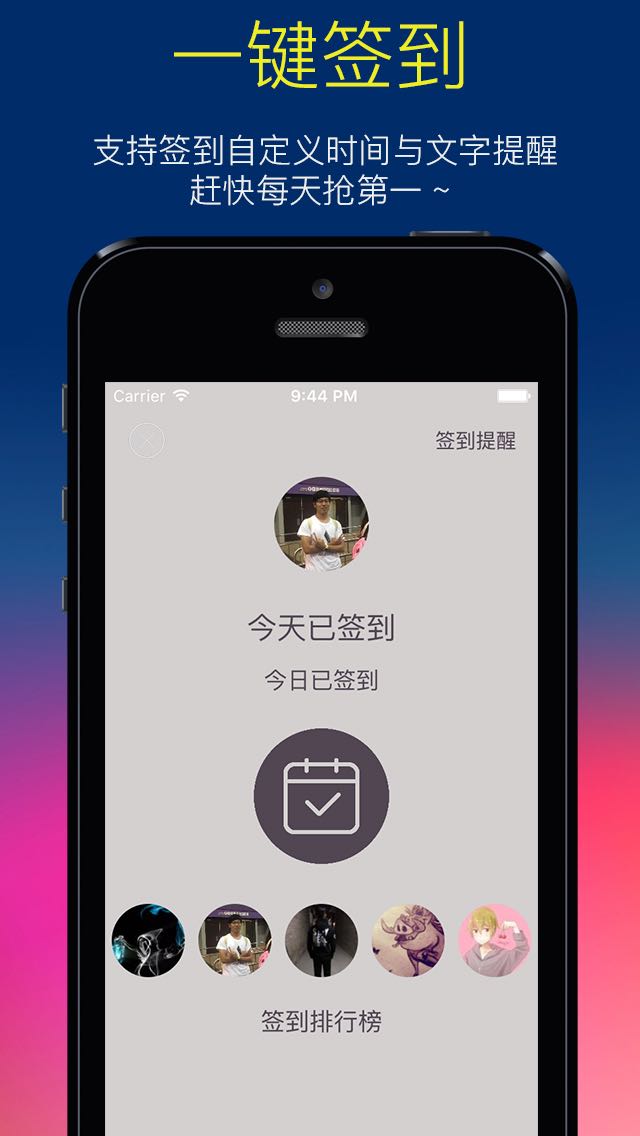 一键签到
支持签到自定义时间与文字提醒
赶快每天抢第一 ~
Carrier 9:44 PM
签到提醒
今天已签到
今日已签到
签到排行榜